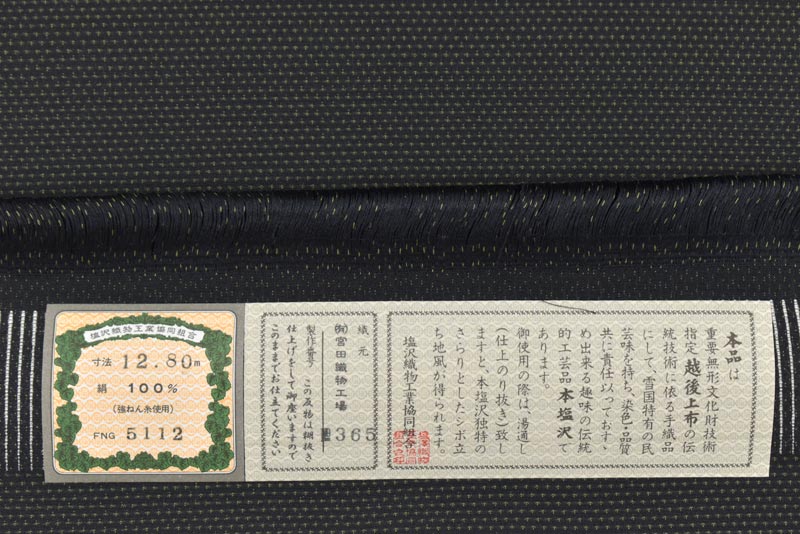 本品は
重要無形文化財技術
指定越後上布の伝
統技術に依る手織品
にして、雪国特有の民
芸味を持ち、染色・品質
共に責任以っておすゝ
め出来る趣味の伝統
的工芸品本塩沢て
あります。
御使用の際は、湯通し
(仕上のり抜き)致し
ますと、本塩沢独特の
さらりとしたシボ立
ち地風が得られます。
塩沢織物工業協同組合
織元
(有)宮田織物工場
製作番号
365
この反物は糊抜き
仕上げをして御座いますので
このままでお仕立てください
塩沢織物工業協同組合
寸法 12.80m
絹 100%
(強ねん糸使用)
FNG 5112